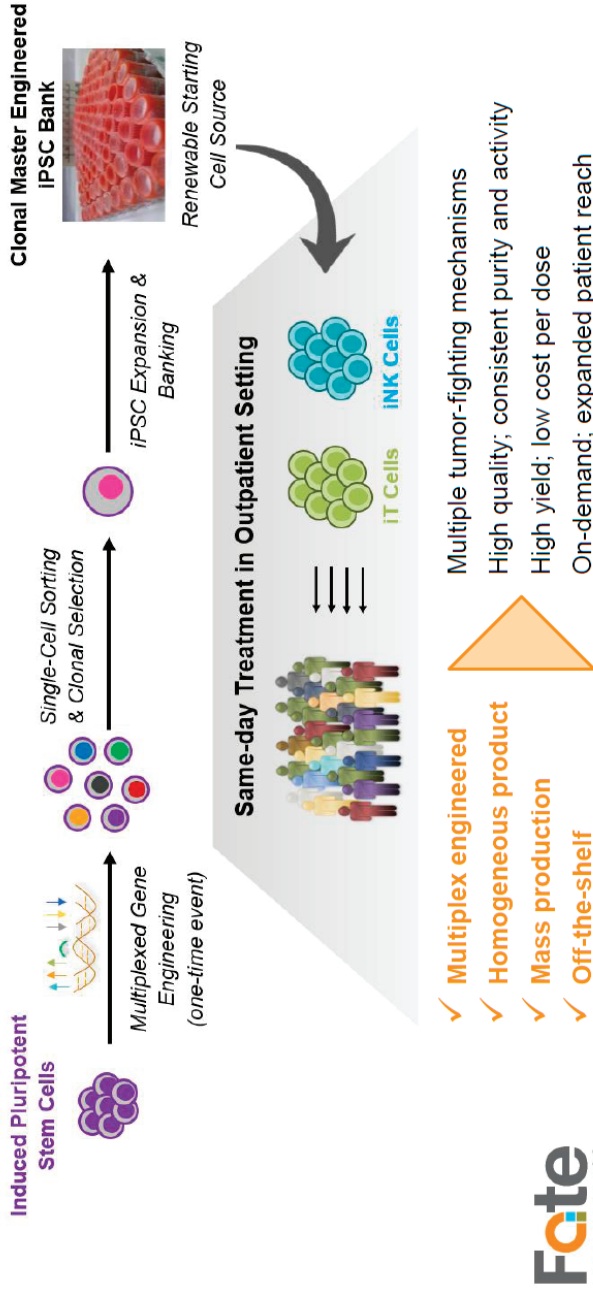 Induced Pluripotent
Stem Cells
Multiplexed Gene
Engineering
(one-time event)
Single-Cell Sorting
& Clonal Selection
iPSC Expansion &
Banking
Clonal Master Engineered
iPSC Bank
Renewable Starting
Cell Source
Same-day Treatment in Outpatient Setting
iT Cells
iNK Cells
✓ Multiplex engineered
Multiple tumor-fighting mechanisms
✓ Homogeneous product
High quality; consistent purity and activity
✓ Mass production
High yield; low cost per dose
✓ Off-the-shelf
On-demand; expanded patient reach
Fate